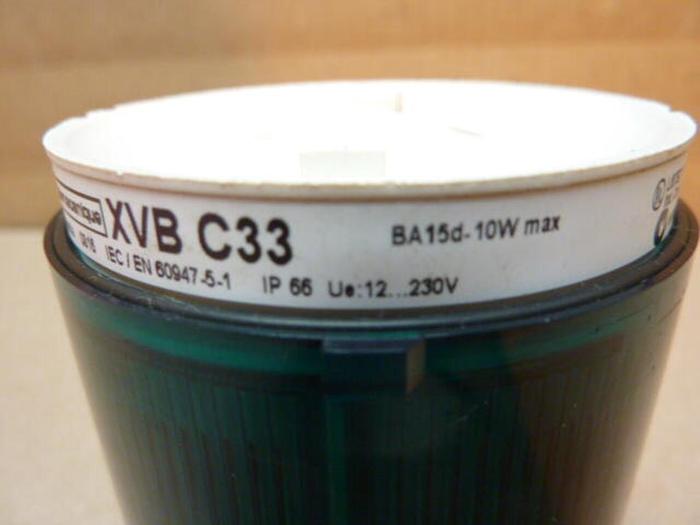 XVB C33
BA15d-10W max
IEC / EN 60947-5-1 IP 66 Ue:12...230V